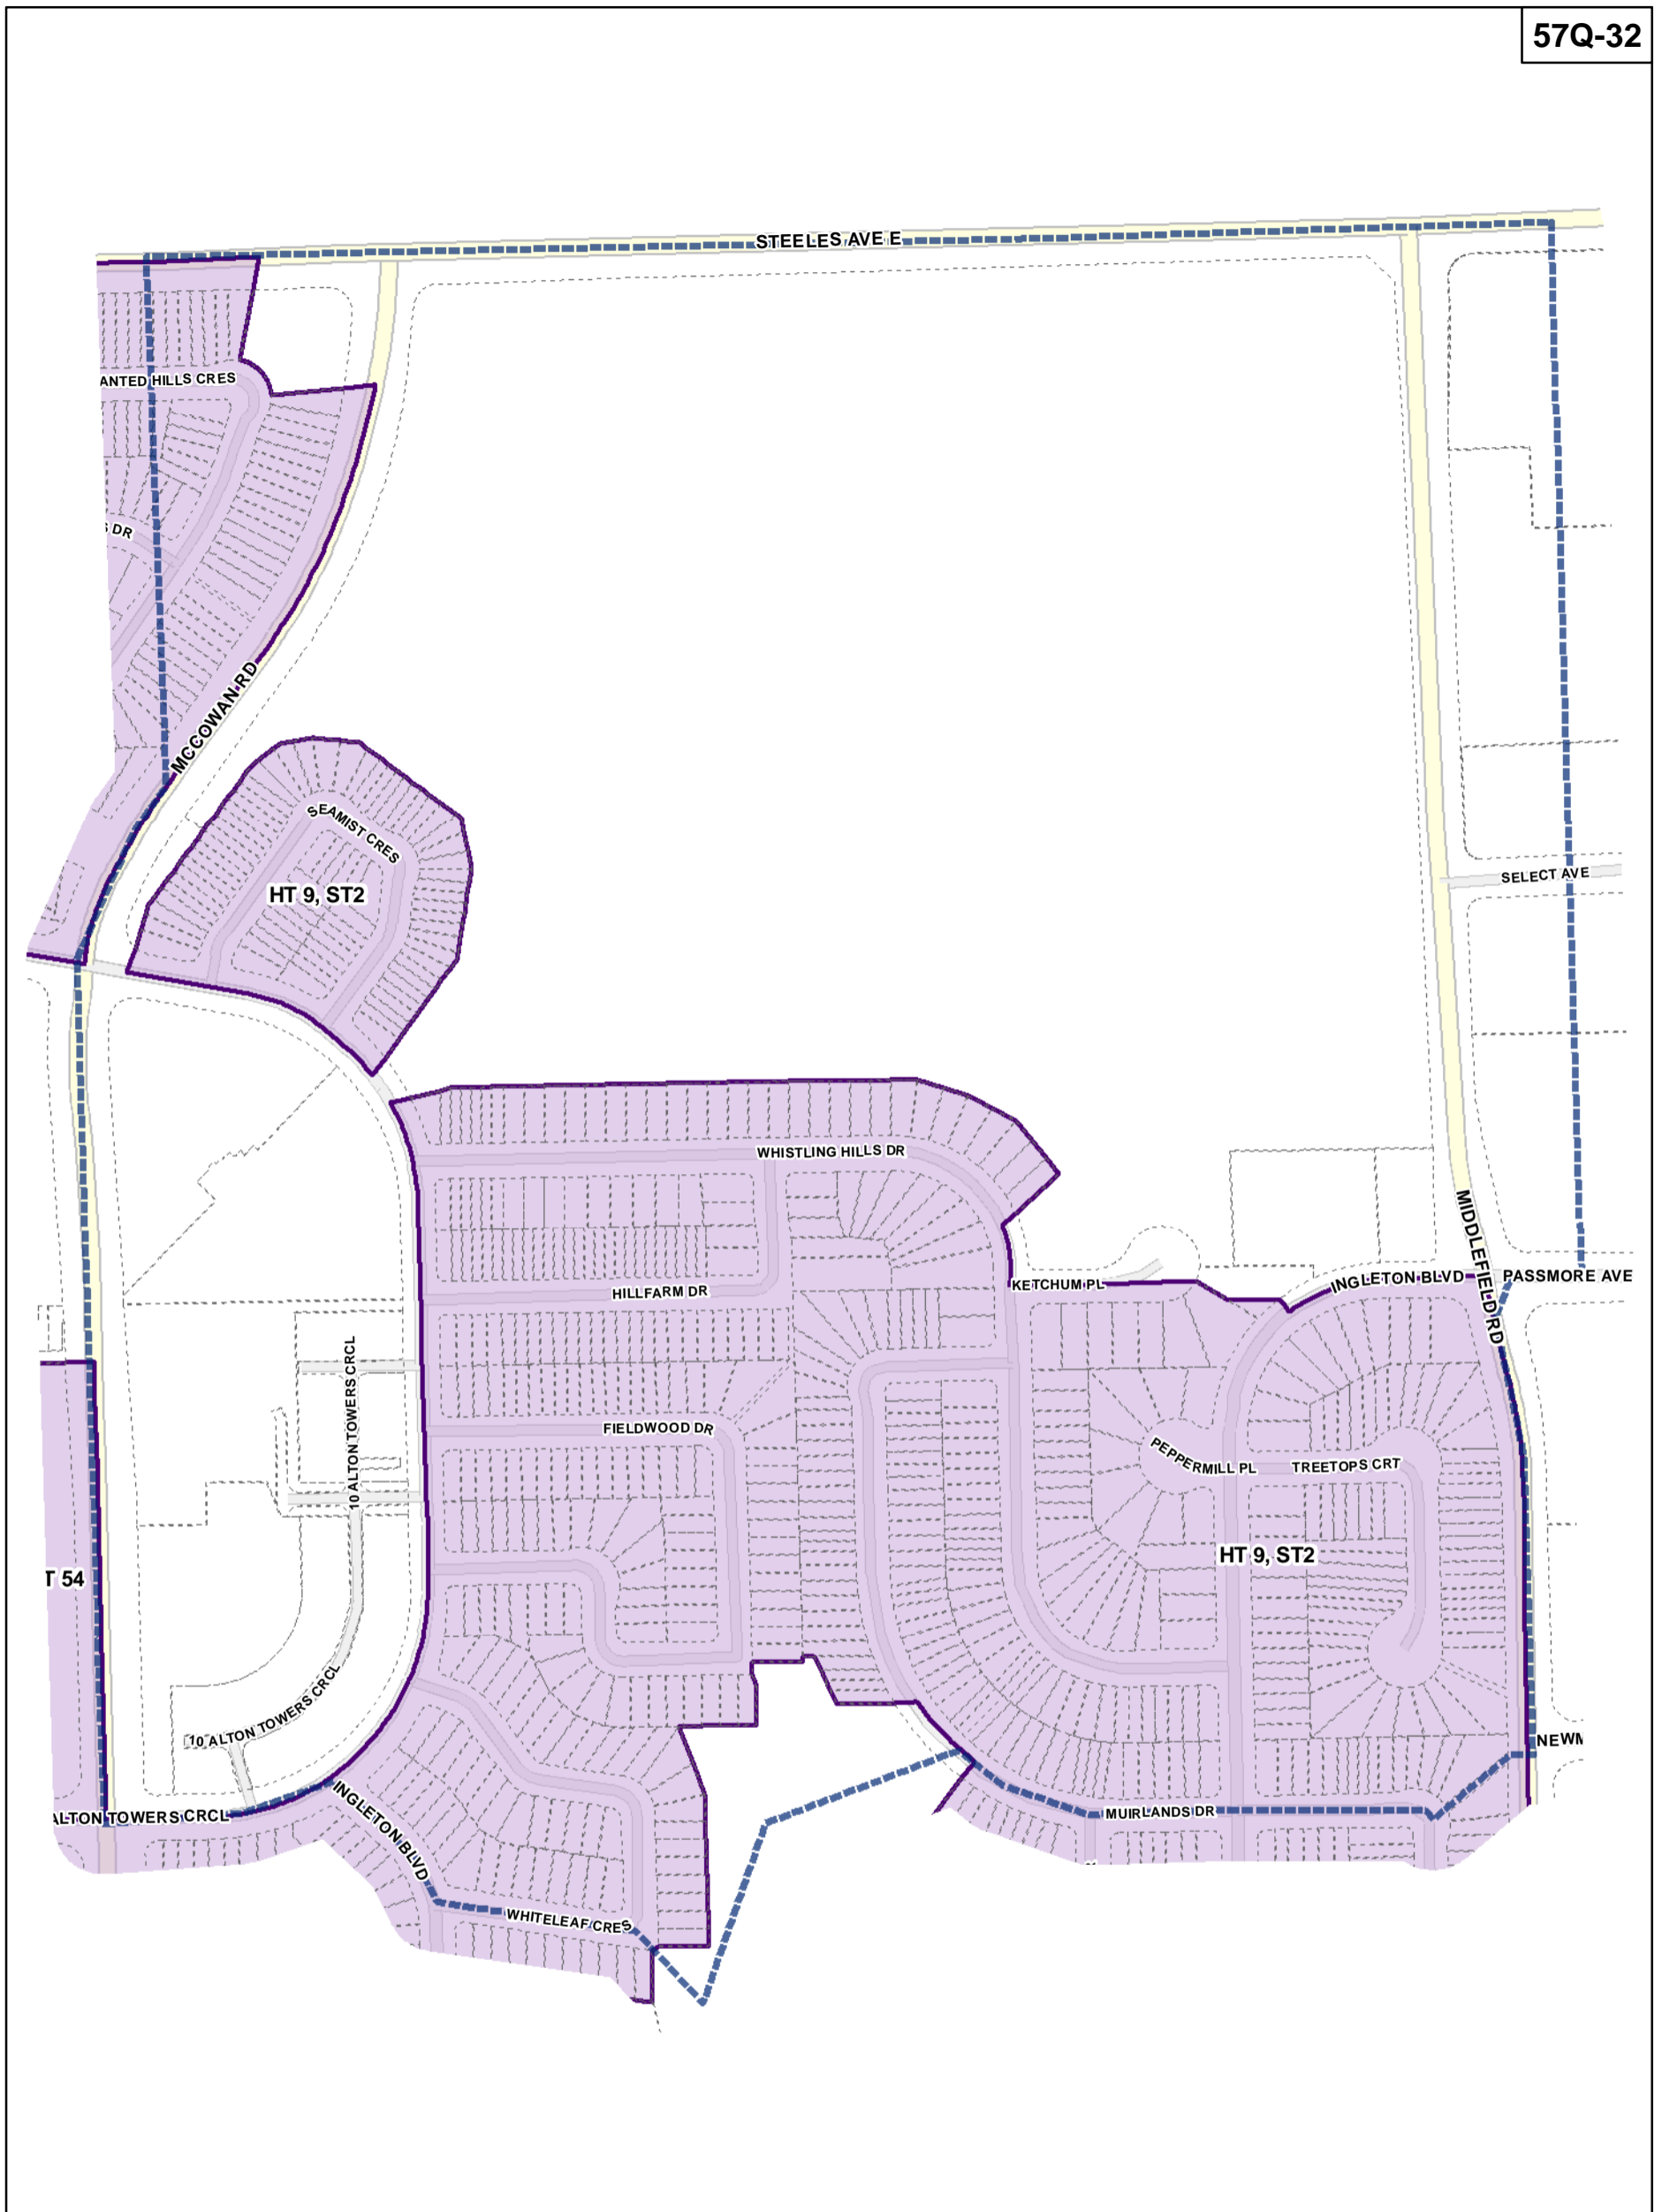 57Q-32
STEELES AVE E
ANTED HILLS CRES
S DR
MCCOWAN RD
SEAMIST CRES
HT 9, ST2
SELECT AVE
WHISTLING HILLS DR
MIDDLEFIELD RD
KETCHUM PL
INGLETON BLVD
PASSMORE AVE
HILLFARM DR
10 ALTON TOWERS CRCL
FIELDWOOD DR
PEPPERMILL PL
TREETOPS CRT
HT 9, ST2
T 54
10 ALTON TOWERS CRCL
NEWM
ALTON TOWERS CRCL
INGLETON BLVD
MUIRLANDS DR
WHITELEAF CRES